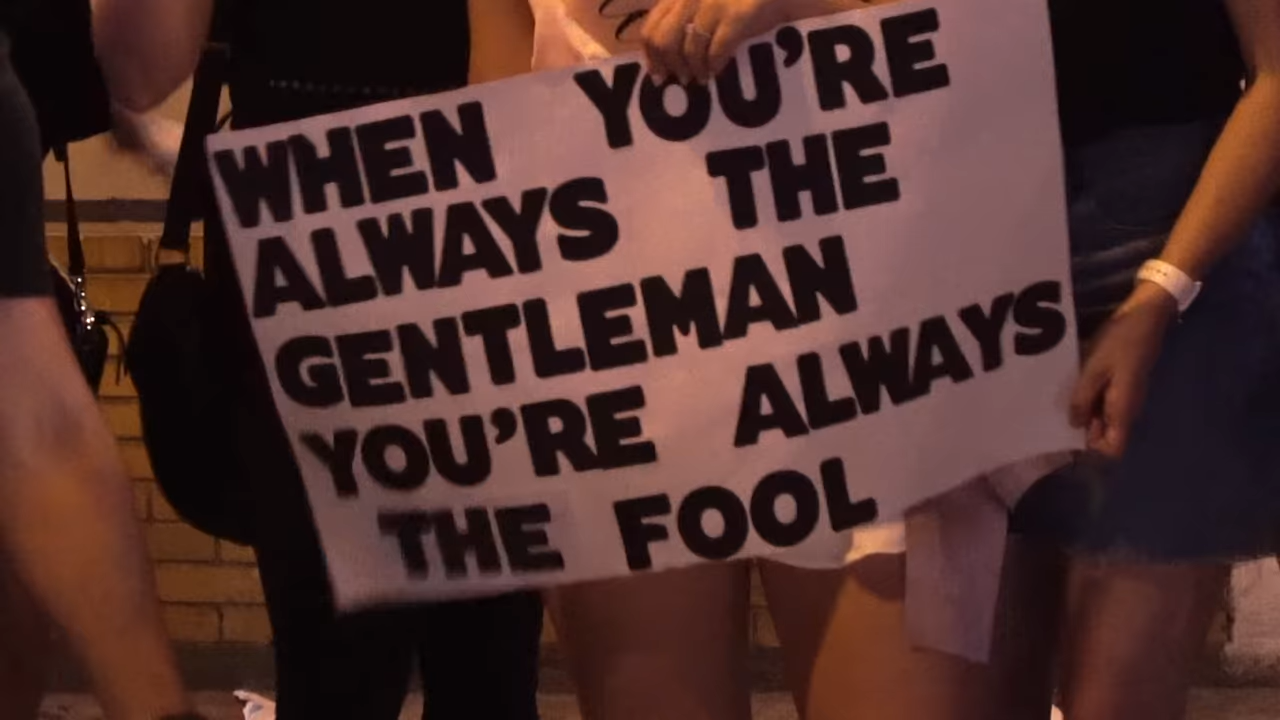 WHEN YOU'RE
ALWAYS THE
GENTLEMAN
YOU'RE ALWAYS
THE FOOL